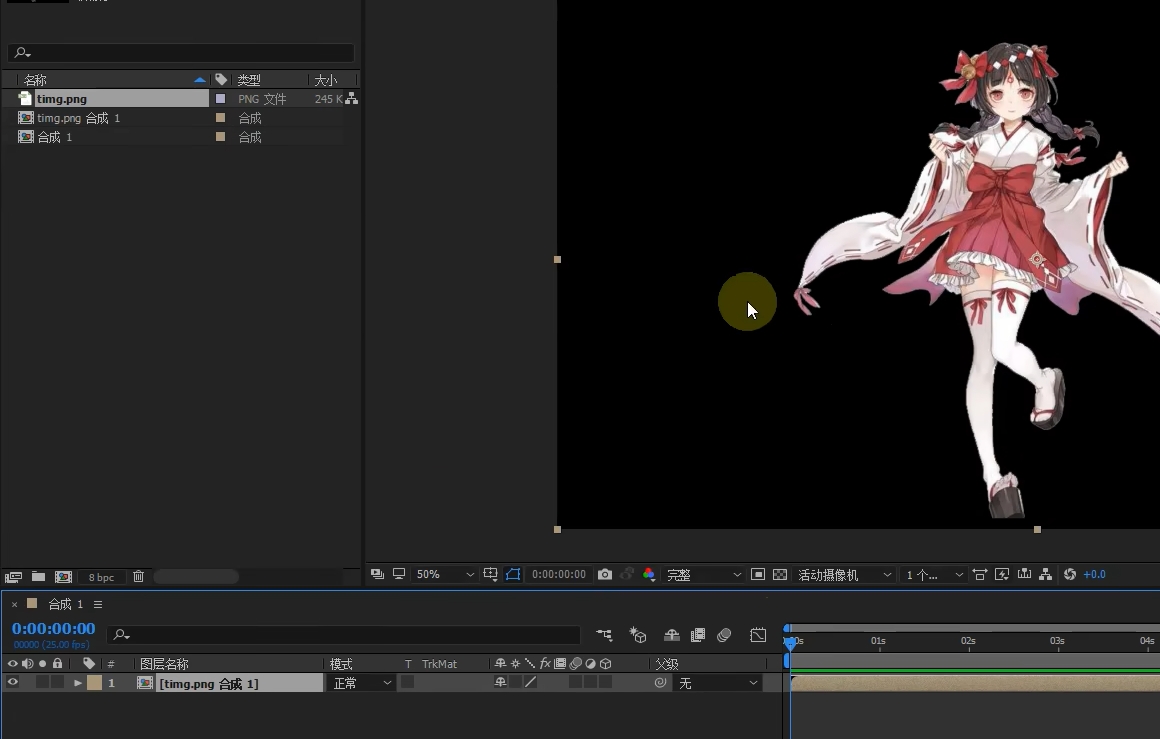 名称 类型 大小
timg.png PNG 文件 245 K
timg.png 合成 1 合成
合成 1 合成
8 bpc
50% 0:00:00:00 完整 活动摄像机 1 个... +0.0
× 合成 1
0:00:00:00
00000 (25.00 fps)
01s 02s 03s 04s
# 图层名称 模式 T TrkMat fx 父级
1 [timg.png 合成 1] 正常 无